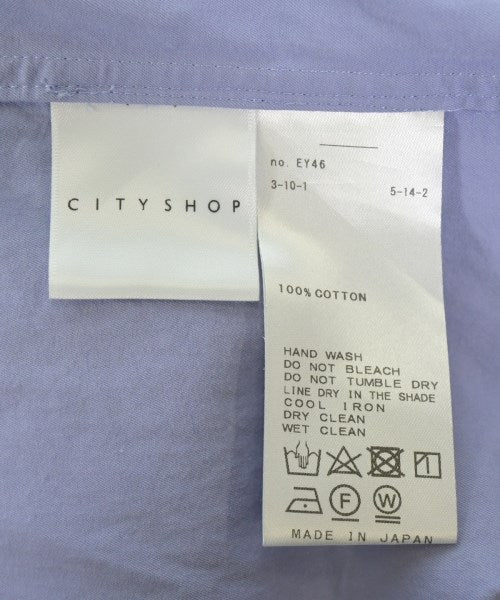 CITYSHOP
no. EY46
3-10-1 5-14-2
100% COTTON
HAND WASH
DO NOT BLEACH
DO NOT TUMBLE DRY
LINE DRY IN THE SHADE
COOL IRON
DRY CLEAN
WET CLEAN
F W
MADE IN JAPAN